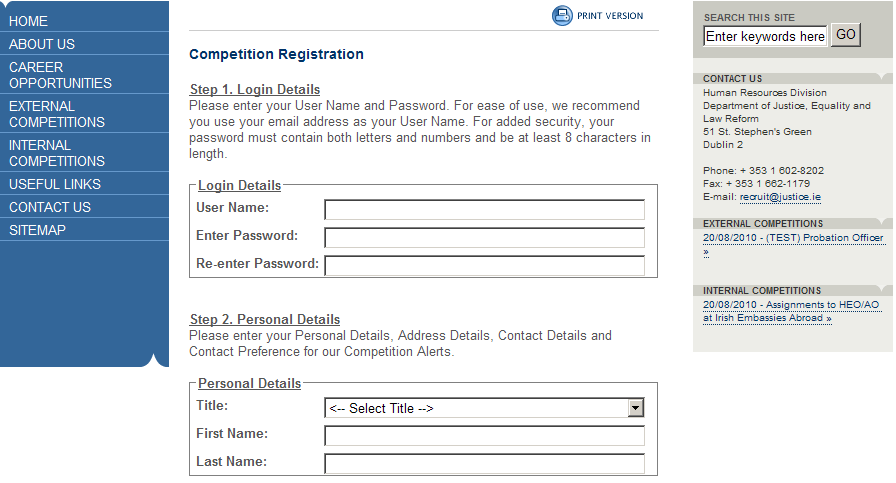 HOME
ABOUT US
CAREER
OPPORTUNITIES
EXTERNAL
COMPETITIONS
INTERNAL
COMPETITIONS
USEFUL LINKS
CONTACT US
SITEMAP
PRINT VERSION
Competition Registration
Step 1. Login Details
Please enter your User Name and Password. For ease of use, we recommend
you use your email address as your User Name. For added security, your
password must contain both letters and numbers and be at least 8 characters in
length.
Login Details
User Name:
Enter Password:
Re-enter Password:
Step 2. Personal Details
Please enter your Personal Details, Address Details, Contact Details and
Contact Preference for our Competition Alerts.
Personal Details
Title:
<-- Select Title -->
First Name:
Last Name:
SEARCH THIS SITE
Enter keywords here
GO
CONTACT US
Human Resources Division
Department of Justice, Equality and
Law Reform
51 St. Stephen's Green
Dublin 2
Phone: + 353 1 602-8202
Fax: + 353 1 662-1179
E-mail: recruit@justice.ie
EXTERNAL COMPETITIONS
20/08/2010 - (TEST) Probation Officer
»
INTERNAL COMPETITIONS
20/08/2010 - Assignments to HEO/AO
at Irish Embassies Abroad »